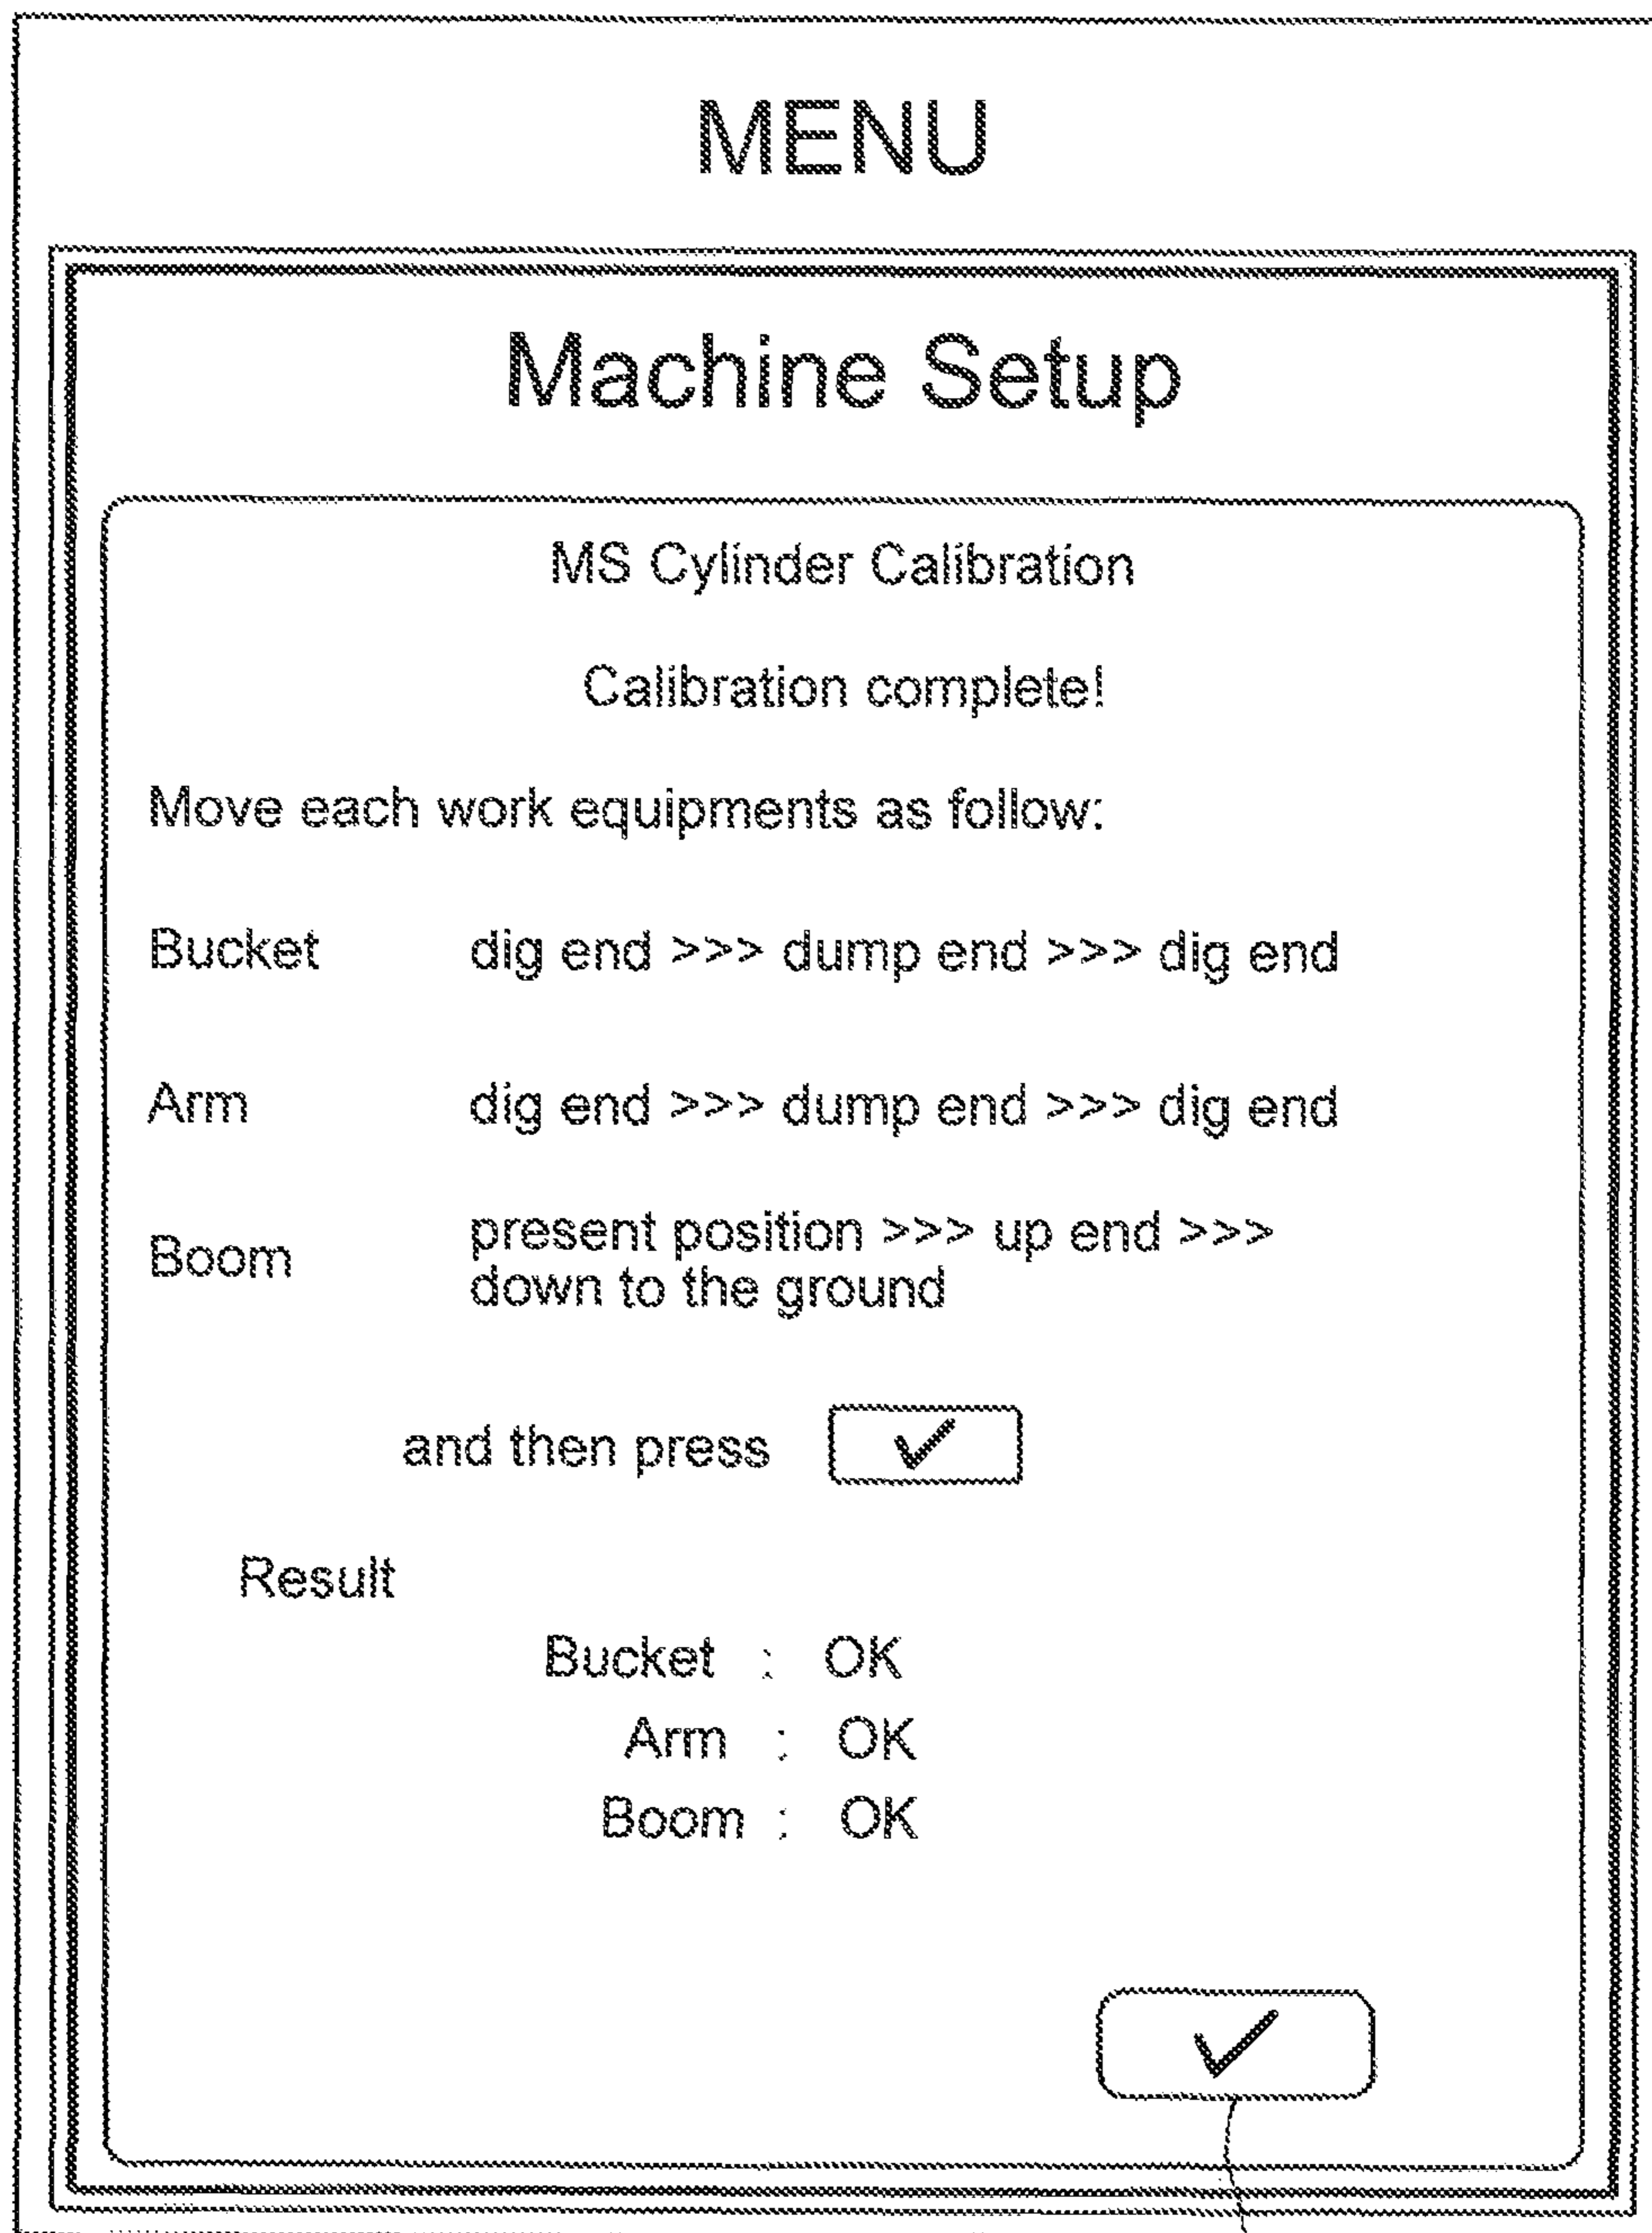 MENU
Machine Setup
MS Cylinder Calibration
Calibration complete!
Move each work equipments as follow:
Bucket dig end >>> dump end >>> dig end
Arm dig end >>> dump end >>> dig end
Boom present position >>> up end >>>
down to the ground
and then press ✓
Result
Bucket : OK
Arm : OK
Boom : OK
✓